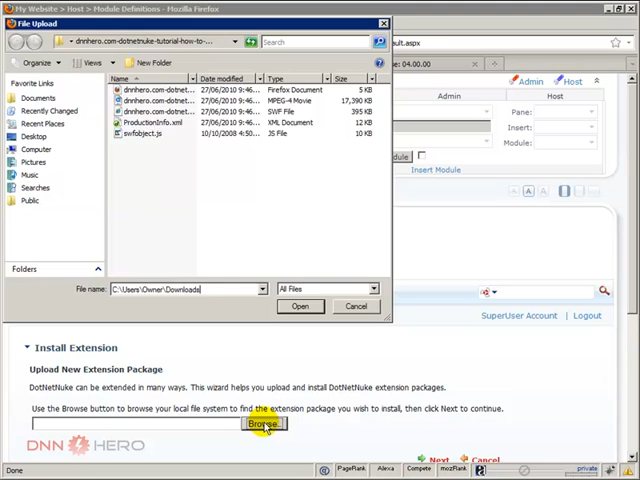 My Website > Host > Module Definitions - Mozilla Firefox
File Upload
dnnhero.com-dotnetnuke-tutorial-how-to-...
Search
Organize
Views
New Folder
Favorite Links
Documents
Recently Changed
Recent Places
Desktop
Computer
Pictures
Music
Searches
Public
Folders
Name
Date modified
Type
Size
dnnhero.com-dotnet...
27/06/2010 9:46...
Firefox Document
5 KB
dnnhero.com-dotnet...
27/06/2010 9:46...
MPEG-4 Movie
17,390 KB
dnnhero.com-dotnet...
27/06/2010 9:46...
SWF File
395 KB
ProductionInfo.xml
27/06/2010 9:46...
XML Document
12 KB
swfobject.js
10/10/2008 4:50...
JS File
10 KB
File name:
C:\Users\Owner\Downloads
All Files
Open
Cancel
ault.aspx
se: 04.00.00
Admin
Host
Admin
Host
Pane:
Insert:
Module:
Insert Module
A A A
SuperUser Account | Logout
Install Extension
Upload New Extension Package
DotNetNuke can be extended in many ways. This wizard helps you upload and install DotNetNuke extension packages.
Use the Browse button to browse your local file system to find the extension package you wish to install, then click Next to continue.
Browse...
DNN HERO
Next
Cancel
Done
PageRank
Alexa
Compete
mozRank
private